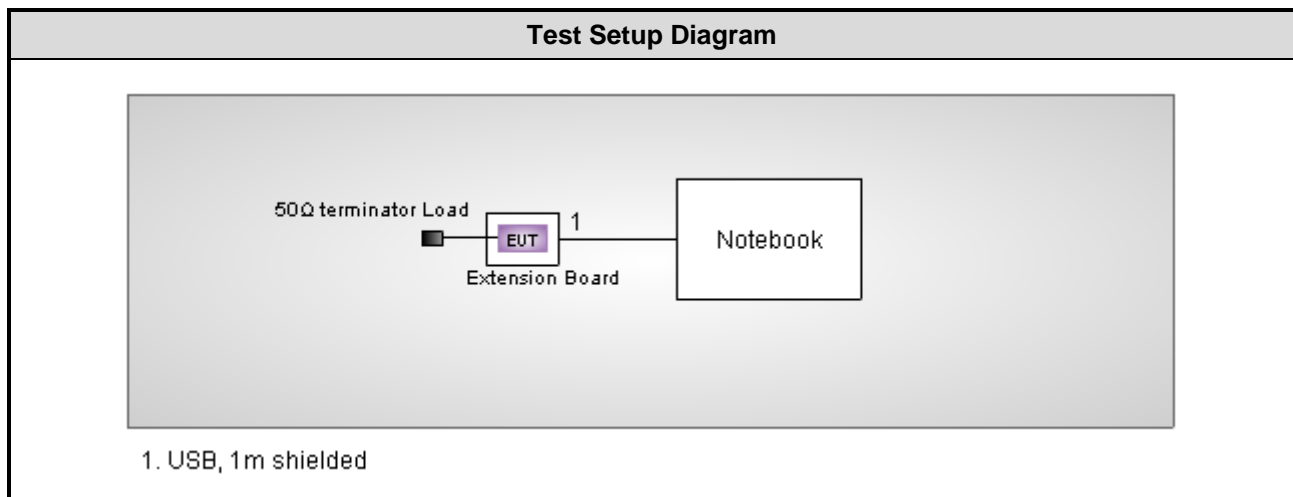 Test Setup Diagram
50Ω terminator Load
1
EUT
Notebook
Extension Board
1. USB, 1m shielded